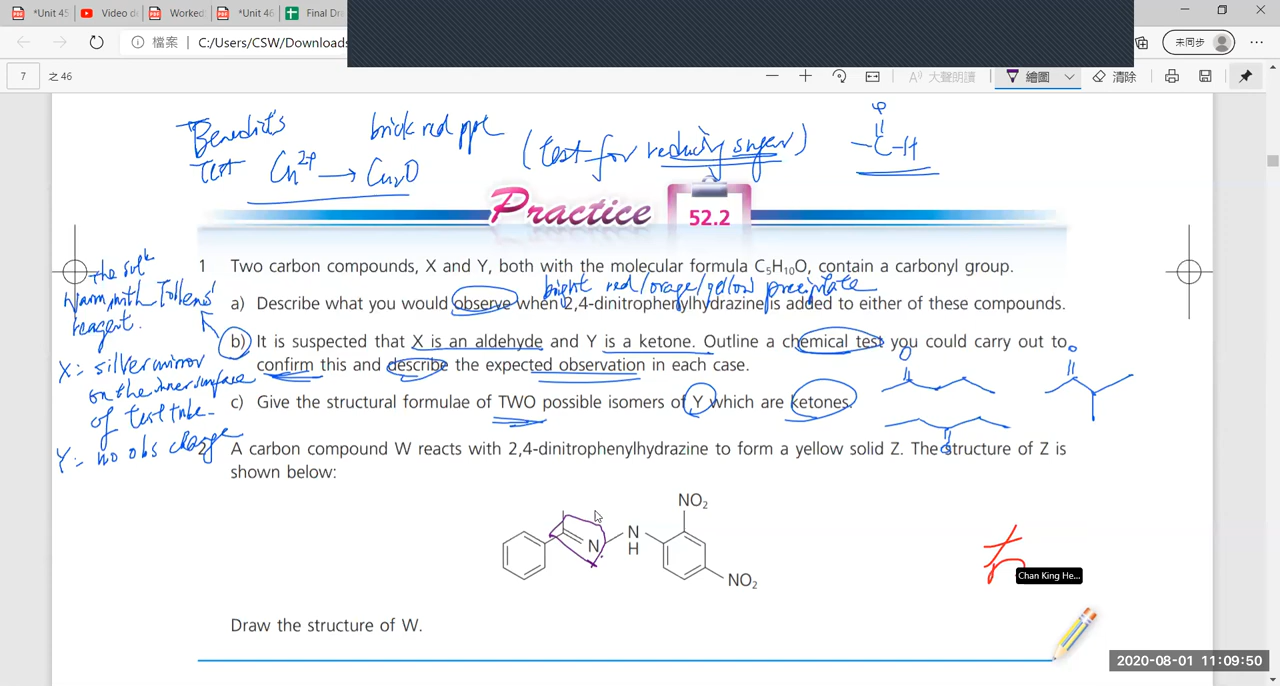 *Unit 45
Video d
Worked
*Unit 46
Final Dr
檔案
C:/Users/CSW/Downloads
未同步
7
之 46
大聲朗讀
繪圖
清除
Benedict's
Test
Cu2+ → Cu2O
brick red ppt
(test for reducing sugar)
O
-C-H
Practice
52.2
1 Two carbon compounds, X and Y, both with the molecular formula C5H10O, contain a carbonyl group.
bright red/orage/yellow precipitate
a) Describe what you would observe when 2,4-dinitrophenylhydrazine is added to either of these compounds.
b) It is suspected that X is an aldehyde and Y is a ketone. Outline a chemical test you could carry out to
confirm this and describe the expected observation in each case.
c) Give the structural formulae of TWO possible isomers of Y which are ketones.
warm with Tollens'
reagent.
X: silver mirror
on the inner surface
of test tube
Y: no obs change
O
O
O
2 A carbon compound W reacts with 2,4-dinitrophenylhydrazine to form a yellow solid Z. The structure of Z is
shown below:
NO2
N
N
H
NO2
Chan King He...
Draw the structure of W.
2020-08-01 11:09:50